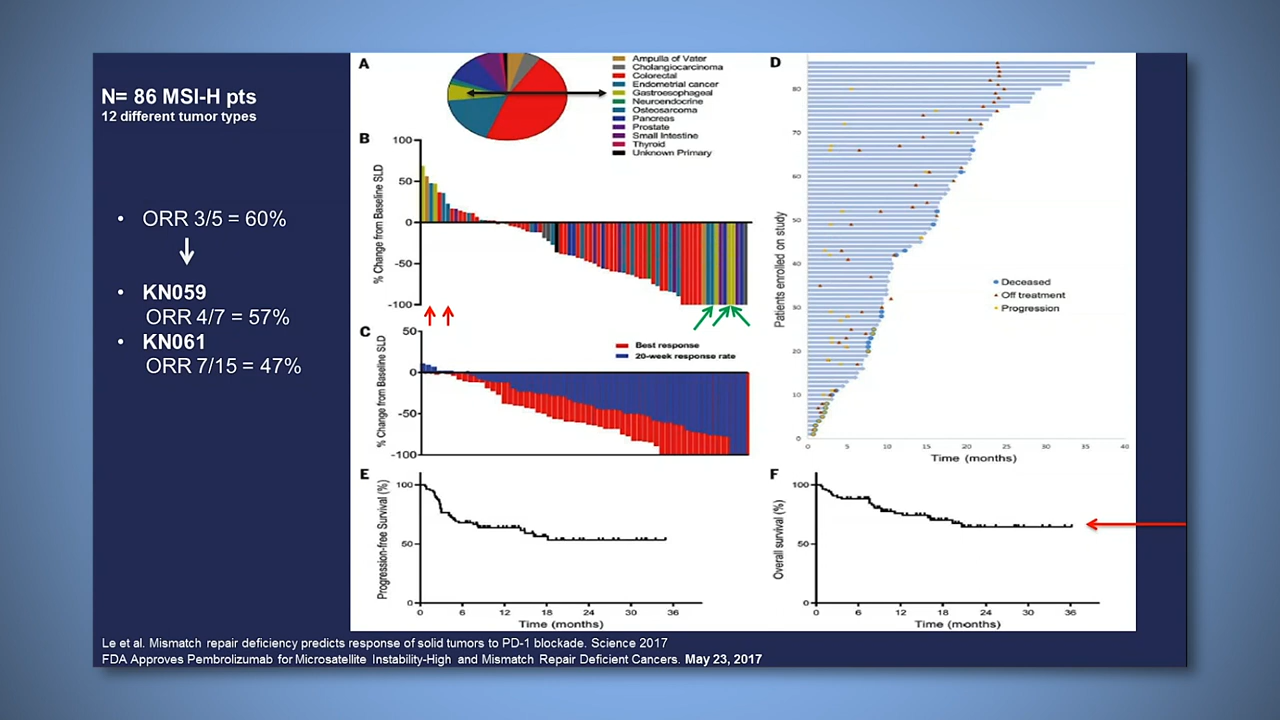 N= 86 MSI-H pts
12 different tumor types
• ORR 3/5 = 60%
• KN039
ORR 4/7 = 57%
• KN061
ORR 7/15 = 47%
A
Ampulla of Vater
Cholangiocarcinoma
Colorectal
Endometrial cancer
Gastroesophageal
Neuroendocrine
Osteosarcoma
Pancreas
Prostate
Small Intestine
Thyroid
Unknown Primary
B
% Change from Baseline SLD
100
50
0
-50
-100
C
% Change from Baseline SLD
50
0
-50
-100
Best response
20-week response rate
D
Patients enrolled on study
80
70
60
50
40
30
20
10
0
Deceased
Off treatment
Progression
0 5 10 15 20 25 30 35 40
Time (months)
E
Progression-free Survival (%)
100
50
0
0 6 12 18 24 30 36
Time (months)
F
Overall survival (%)
100
50
0
0 6 12 18 24 30 36
Time (months)
Le et al. Mismatch repair deficiency predicts response of solid tumors to PD-1 blockade. Science 2017
FDA Approves Pembrolizumab for Microsatellite Instability-High and Mismatch Repair Deficient Cancers. May 23, 2017